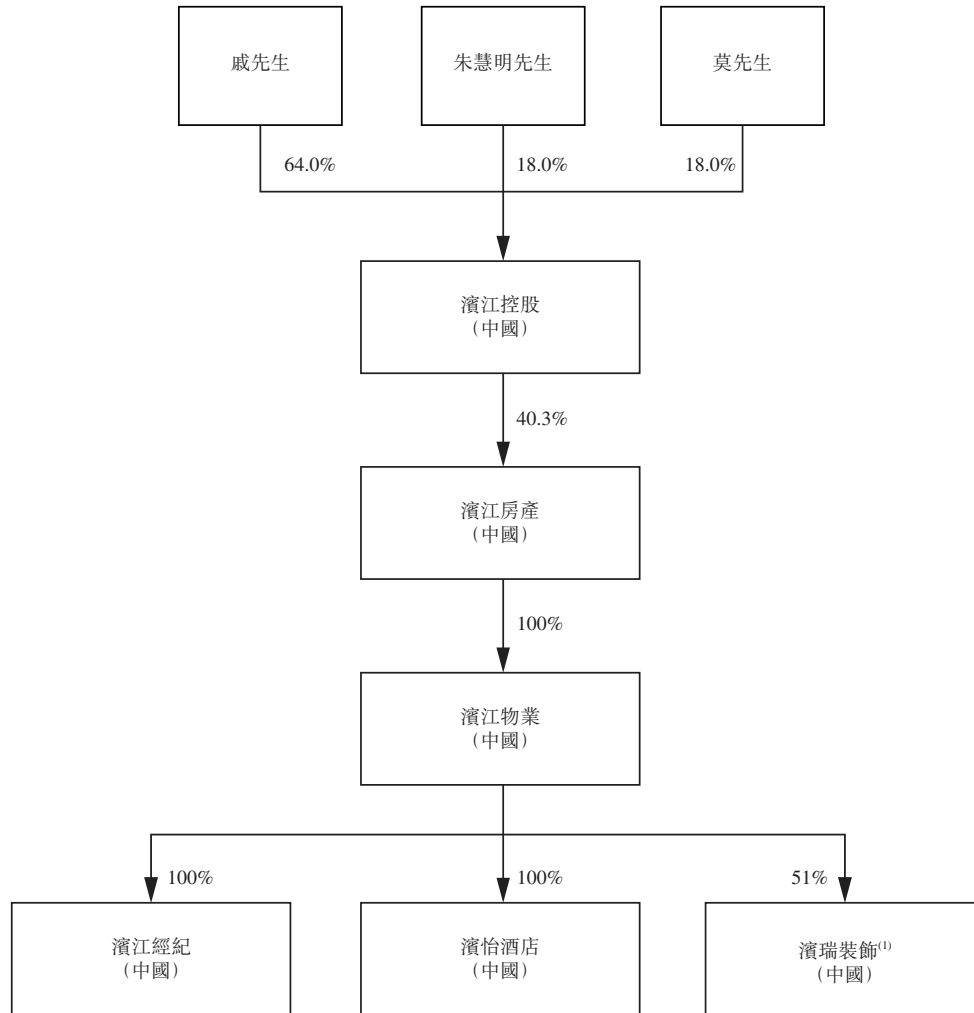 戚先生
朱慧明先生
莫先生
64.0%
18.0%
18.0%
濱江控股
（中國）
40.3%
濱江房產
（中國）
100%
濱江物業
（中國）
100%
100%
51%
濱江經紀
（中國）
濱怡酒店
（中國）
濱瑞裝飾(1)
（中國）